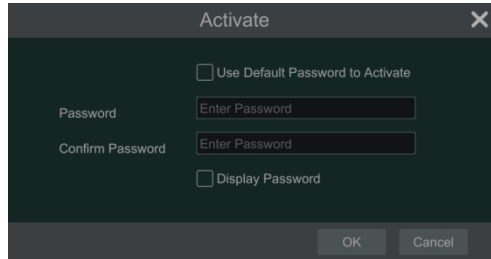 Activate
Use Default Password to Activate
Password
Enter Password
Confirm Password
Enter Password
Display Password
OK
Cancel